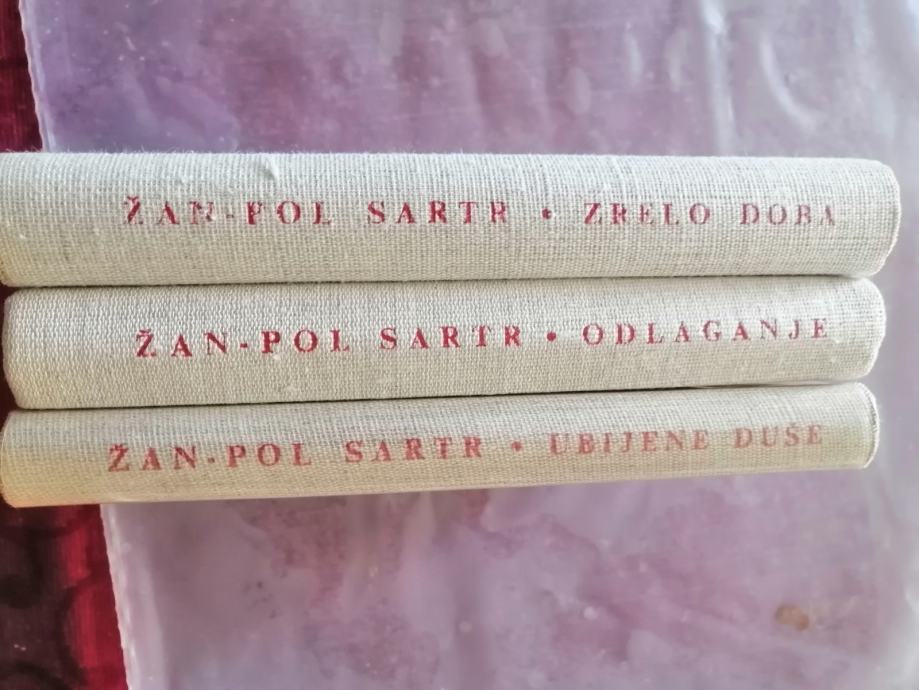 ŽAN-POL SARTR • ZRELO DOBA
ŽAN-POL SARTR • ODLAGANJE
ŽAN-POL SARTR • UBIJENE DUŠE